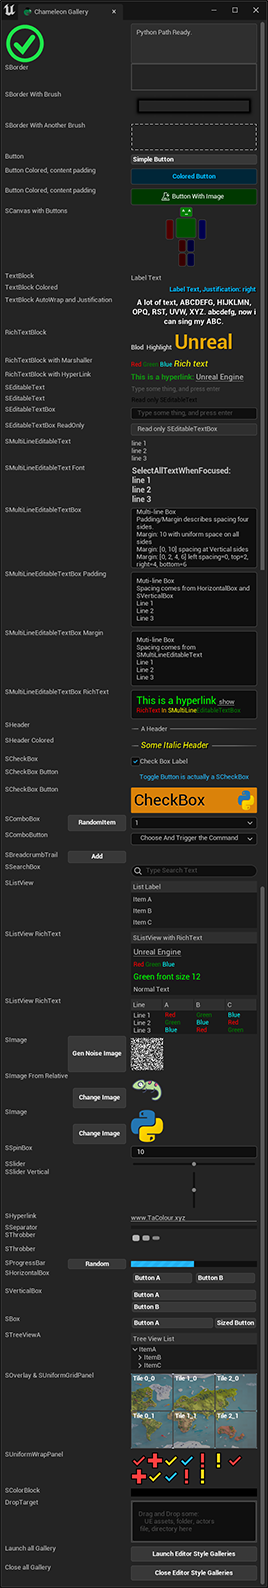 Chameleon Gallery
Python Path Ready.
SBorder
SBorder With Brush
SBorder With Another Brush
Button
Simple Button
Button Colored, content padding
Colored Button
Button Colored, content padding
Button With Image
SCanvas with Buttons
TextBlock
Label Text
TextBlock Colored
Label Text, Justification: right
TextBlock AutoWrap and Justification
A lot of text, ABCDEFG, HIJKLMN,
OPQ, RST, UVW, XYZ. abcdefg, now i
can sing my ABC.
RichTextBlock
Blod Highlight Unreal
RichTextBlock with Marshaller
Red Green Blue Rich text
RichTextBlock with HyperLink
This is a hyperlink: Unreal Engine
SEditableText
Type some thing, and press enter
SEditableText
Read only SEditableText
SEditableTextBox
Type some thing, and press enter
SEditableTextBox ReadOnly
Read only SEditableTextBox
SMultiLineEditableText
line 1
line 2
line 3
SMultiLineEditableText Font
SelectAllTextWhenFocused:
line 1
line 2
line 3
SMultiLineEditableTextBox
Multi-line Box
Padding/Margin describes spacing four
sides.
Margin: 10 with uniform space on all
sides
Margin: [0, 10] spacing at Vertical sides
Margin: [0, 2, 4, 6] left spacing=0, top=2,
right=4, bottom=6
SMultiLineEditableTextBox Padding
Muti-line Box
Spacing comes from HorizontalBox and
SVerticalBox
Line 1
Line 2
Line 3
SMultiLineEditableTextBox Margin
Muti-line Box
Spacing comes from
SMultiLineEditableText
Line 1
Line 2
Line 3
SMultiLineEditableTextBox RichText
This is a hyperlink show
RichText In SMultiLineEditableTextBox
SHeader
A Header
SHeader Colored
Some Italic Header
SCheckBox
Check Box Label
SCheckBox Button
Toggle Button is actually a SCheckBox
SCheckBox Button
CheckBox
SComboBox
RandomItem
1
SComboButton
Choose And Trigger the Command
SBreadcrumbTrail
Add
SSearchBox
Type Search Text
SListView
List Label
Item A
Item B
Item C
SListView RichText
SListView with RichText
Unreal Engine
Red Green Blue
Green front size 12
Normal Text
SListView RichText
Line A B C
Line 1 Red Green Blue
Line 2 Green Blue Red
Line 3 Blue Red Green
SImage
Gen Noise Image
SImage From Relative
Change Image
SImage
Change Image
SSpinBox
10
SSlider
SSlider Vertical
SHyperlink
www.TaColour.xyz
SSeparator
SThrobber
SThrobber
SProgressBar
Random
SHorizontalBox
Button A
Button B
SVerticalBox
Button A
Button B
SBox
Button A
Sized Button
STreeViewA
Tree View List
ItemA
ItemB
ItemC
SOverlay & SUniformGridPanel
Tile 0_0
Tile 1_0
Tile 2_0
Tile 0_1
Tile 1_1
Tile 2_1
SUniformWrapPanel
SColorBlock
DropTarget
Drag and Drop some:
UE assets, folder, actors
file, directory here
Launch all Gallery
Launch Editor Style Galleries
Close all Gallery
Close Editor Style Galleries